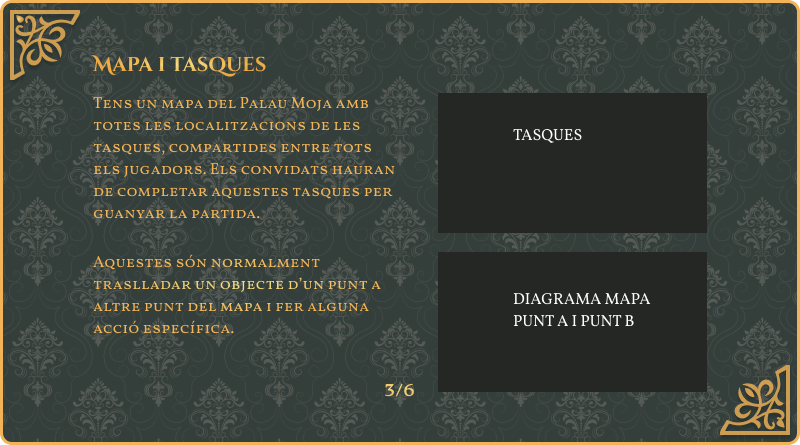 Mapa i tasques
Tens un mapa del Palau Moja amb
totes les localitzacions de les
tasques, compartides entre tots
els jugadors. Els convidats hauran
de completar aquestes tasques per
guanyar la partida.
Aquestes són normalment
traslladar un objecte d'un punt a
altre punt del mapa i fer alguna
acció específica.
3/6
TASQUES
DIAGRAMA MAPA
PUNT A I PUNT B